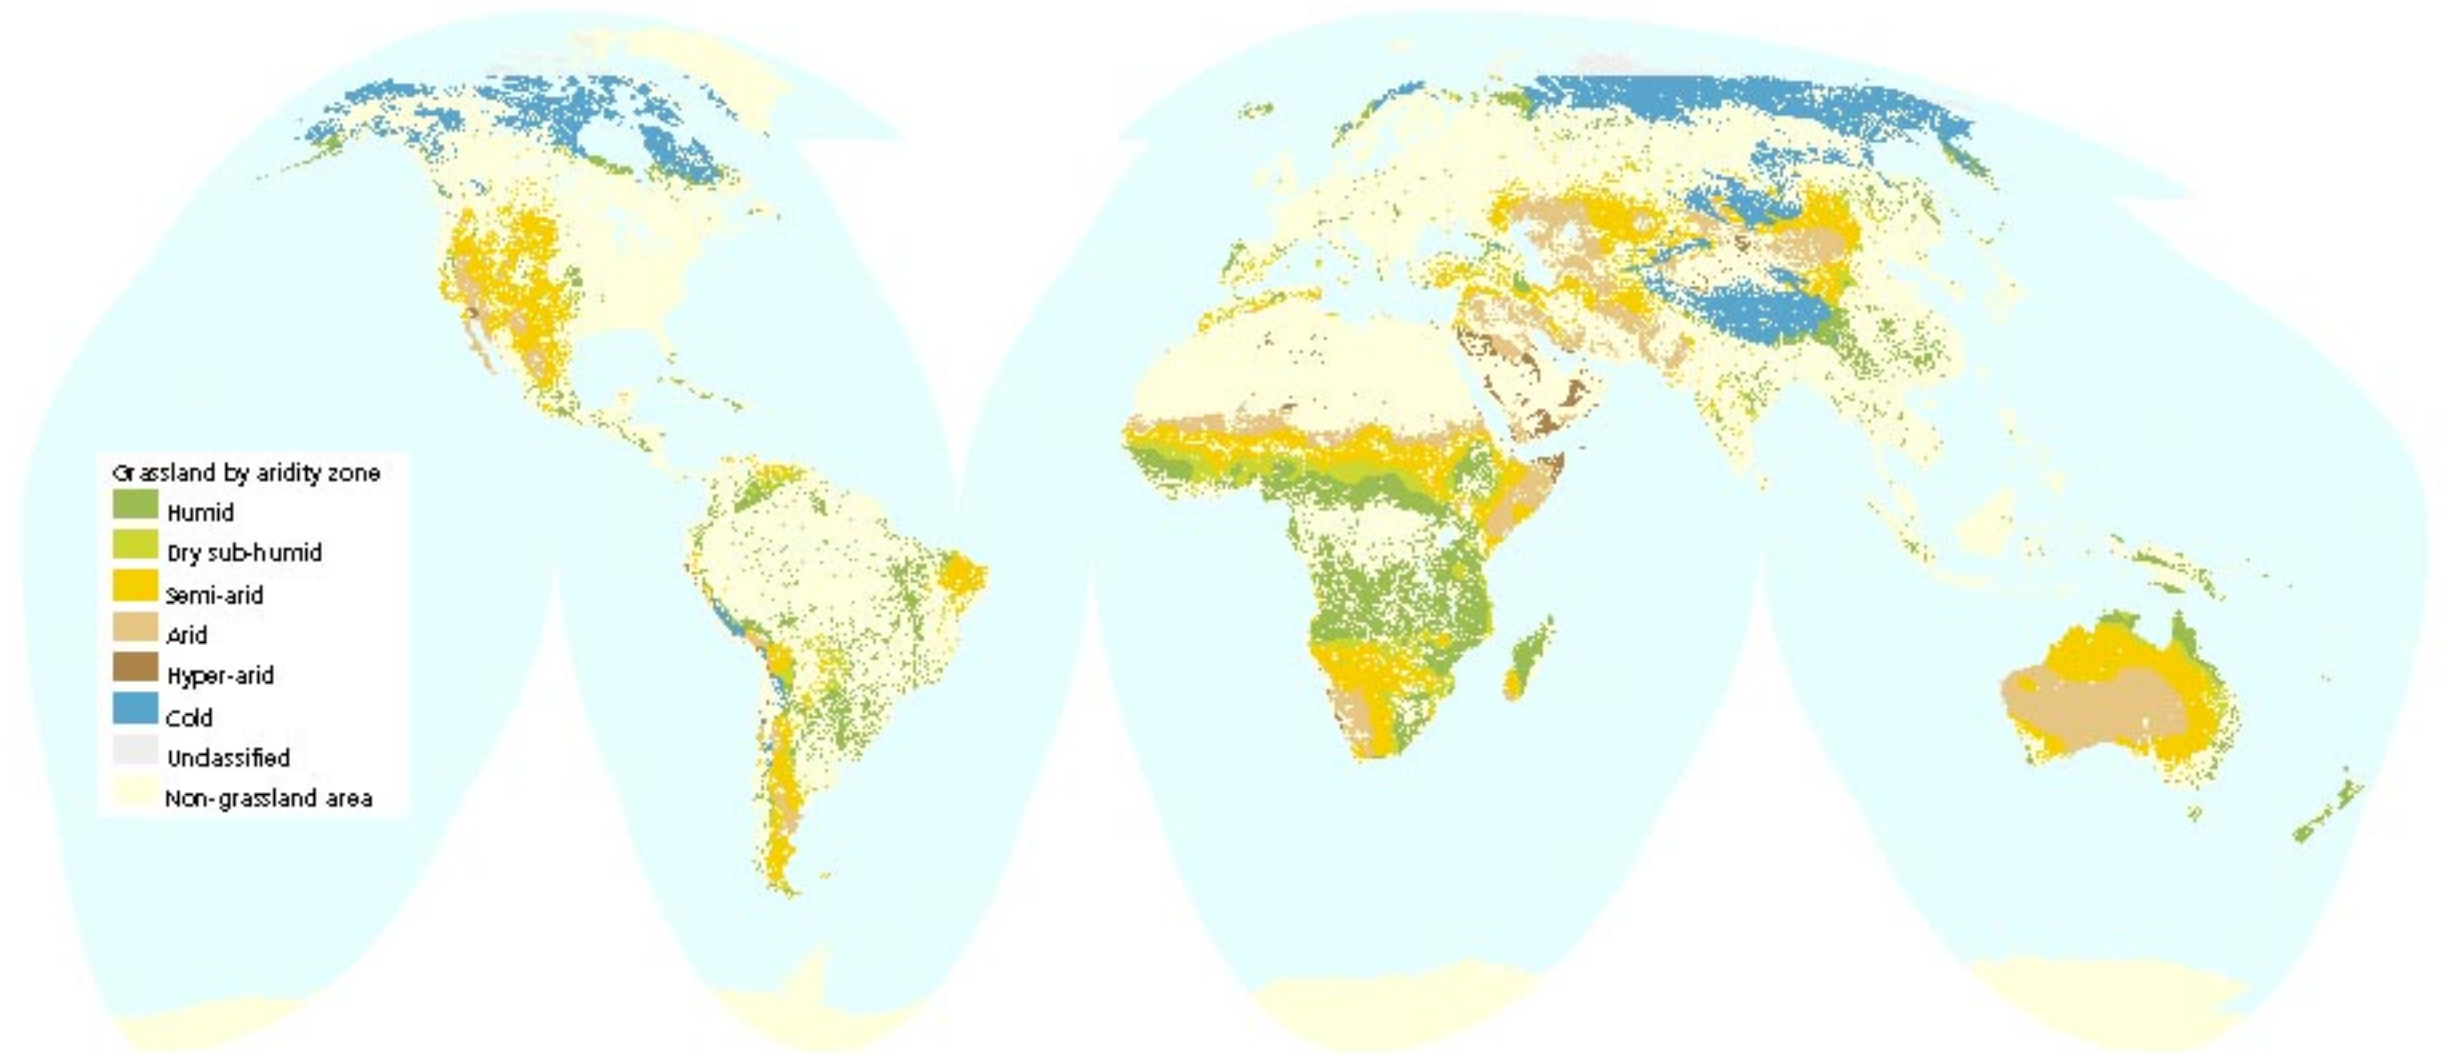 Grassland by aridity zone
Humid
Dry sub-humid
Semi-arid
Arid
Hyper-arid
Cold
Unclassified
Non-grassland area